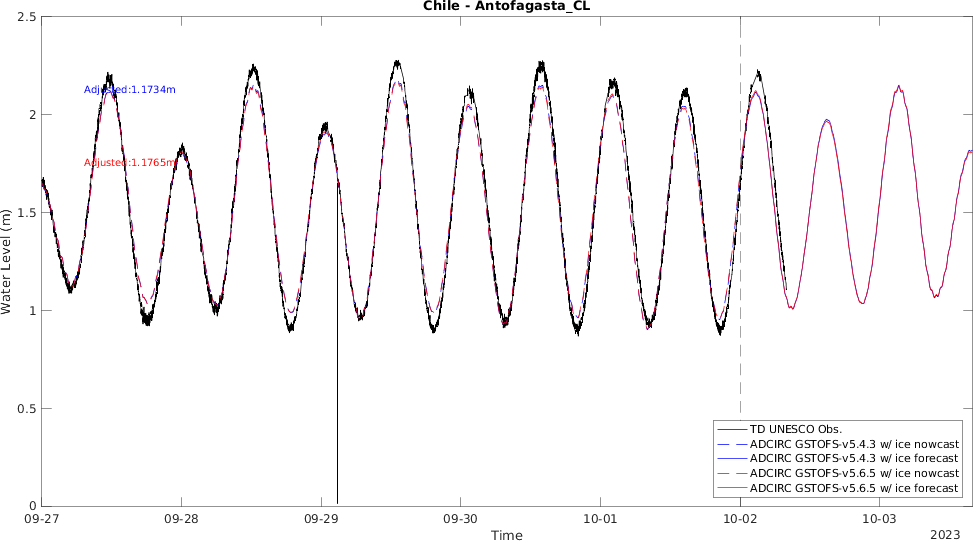 Chile - Antofagasta_CL
2.5
2
1.5
1
0.5
0
Water Level (m)
Adjusted:1.1734m
Adjusted:1.1765m
TD UNESCO Obs.
ADCIRC GSTOFS-v5.4.3 w/ ice nowcast
ADCIRC GSTOFS-v5.4.3 w/ ice forecast
ADCIRC GSTOFS-v5.6.5 w/ ice nowcast
ADCIRC GSTOFS-v5.6.5 w/ ice forecast
09-27 09-28 09-29 09-30 10-01 10-02 10-03
Time
2023